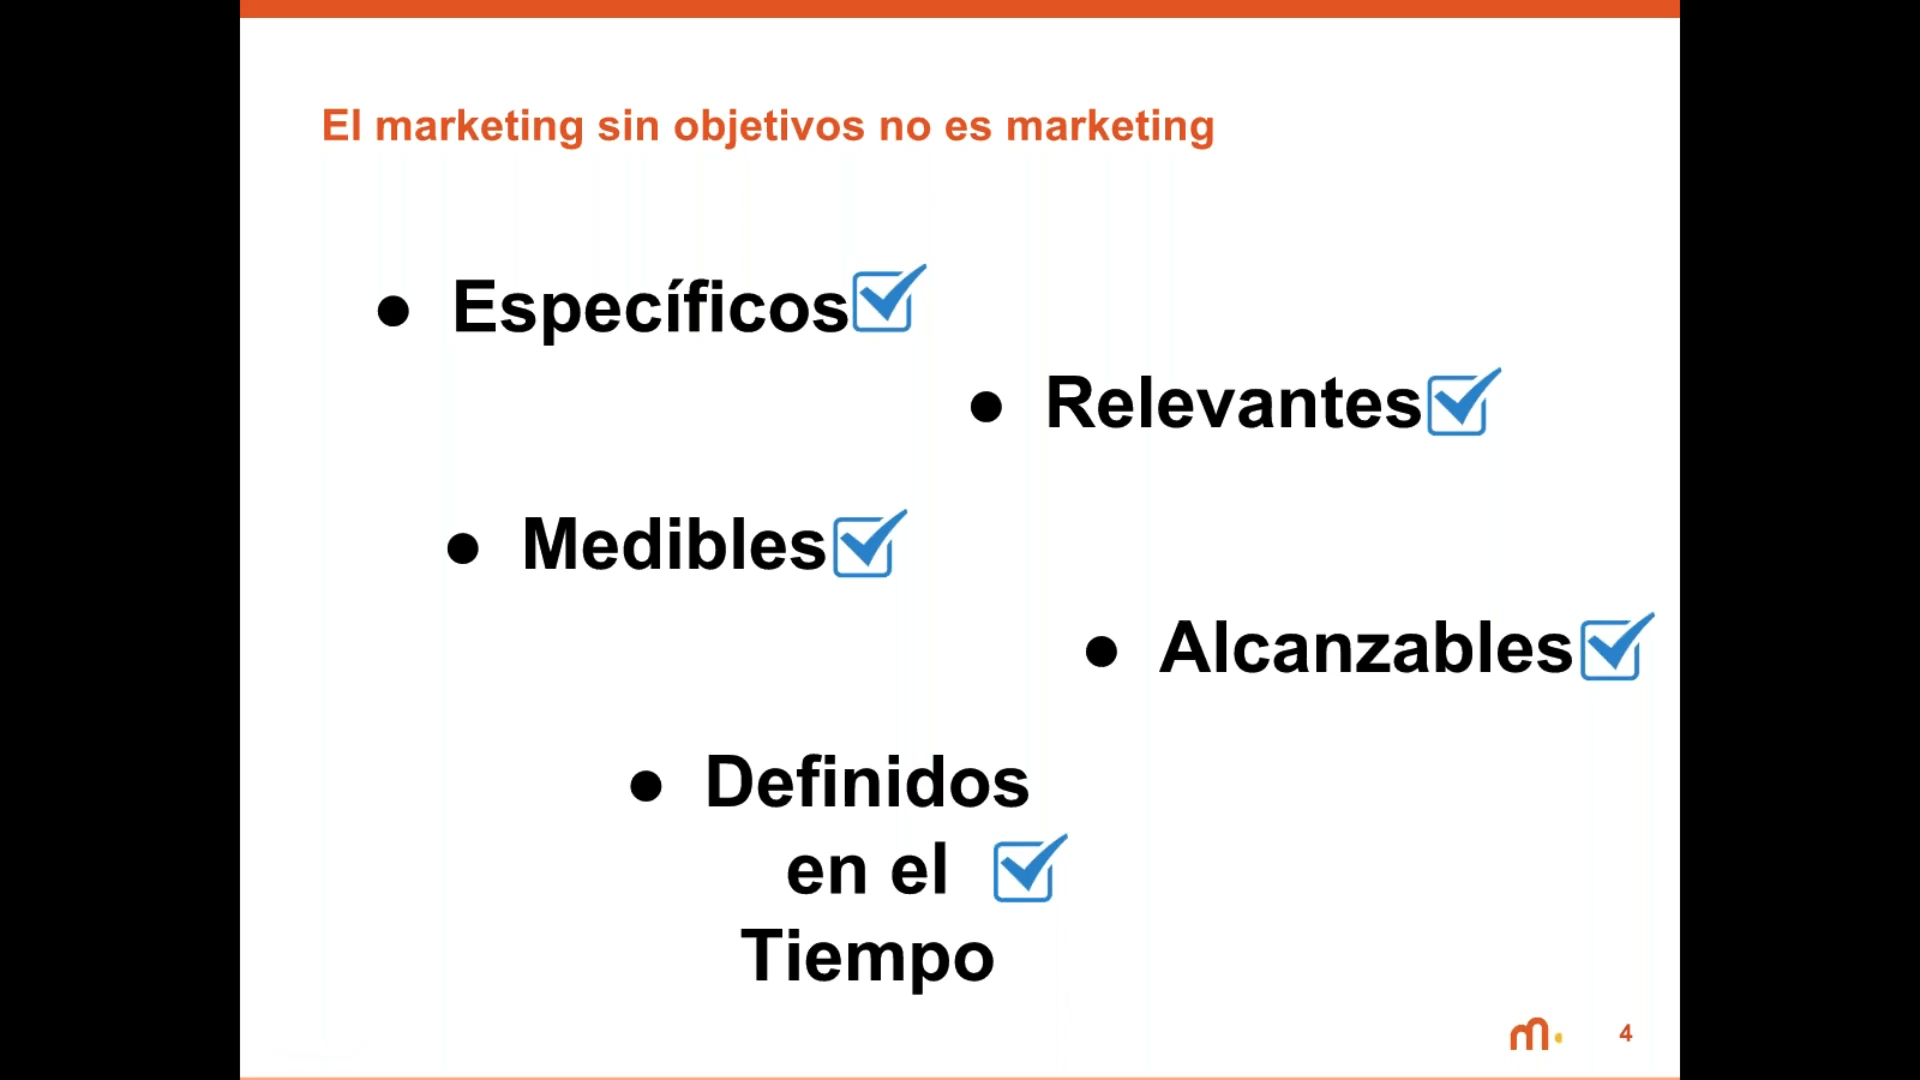 El marketing sin objetivos no es marketing
● Específicos
● Relevantes
● Medibles
● Alcanzables
● Definidos
en el
Tiempo
m.
4